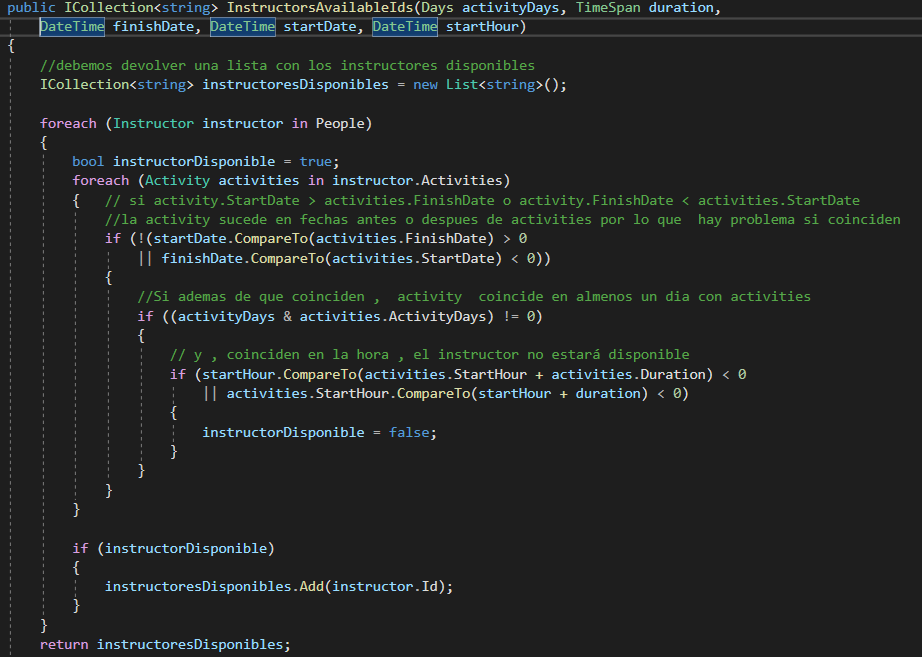 public ICollection<string> InstructorsAvailableIds(Days activityDays, TimeSpan duration,
DateTime finishDate, DateTime startDate, DateTime startHour)
{
//debemos devolver una lista con los instructores disponibles
ICollection<string> instructoresDisponibles = new List<string>();
foreach (Instructor instructor in People)
{
bool instructorDisponible = true;
foreach (Activity activities in instructor.Activities)
{ // si activity.StartDate > activities.FinishDate o activity.FinishDate < activities.StartDate
//la activity sucede en fechas antes o despues de activities por lo que hay problema si coinciden
if (!(startDate.CompareTo(activities.FinishDate) > 0
|| finishDate.CompareTo(activities.StartDate) < 0))
{
//Si ademas de que coinciden , activity coincide en almenos un dia con activities
if ((activityDays & activities.ActivityDays) != 0)
{
// y , coinciden en la hora , el instructor no estará disponible
if (startHour.CompareTo(activities.StartHour + activities.Duration) < 0
|| activities.StartHour.CompareTo(startHour + duration) < 0)
{
instructorDisponible = false;
}
}
}
}
if (instructorDisponible)
{
instructoresDisponibles.Add(instructor.Id);
}
}
return instructoresDisponibles;